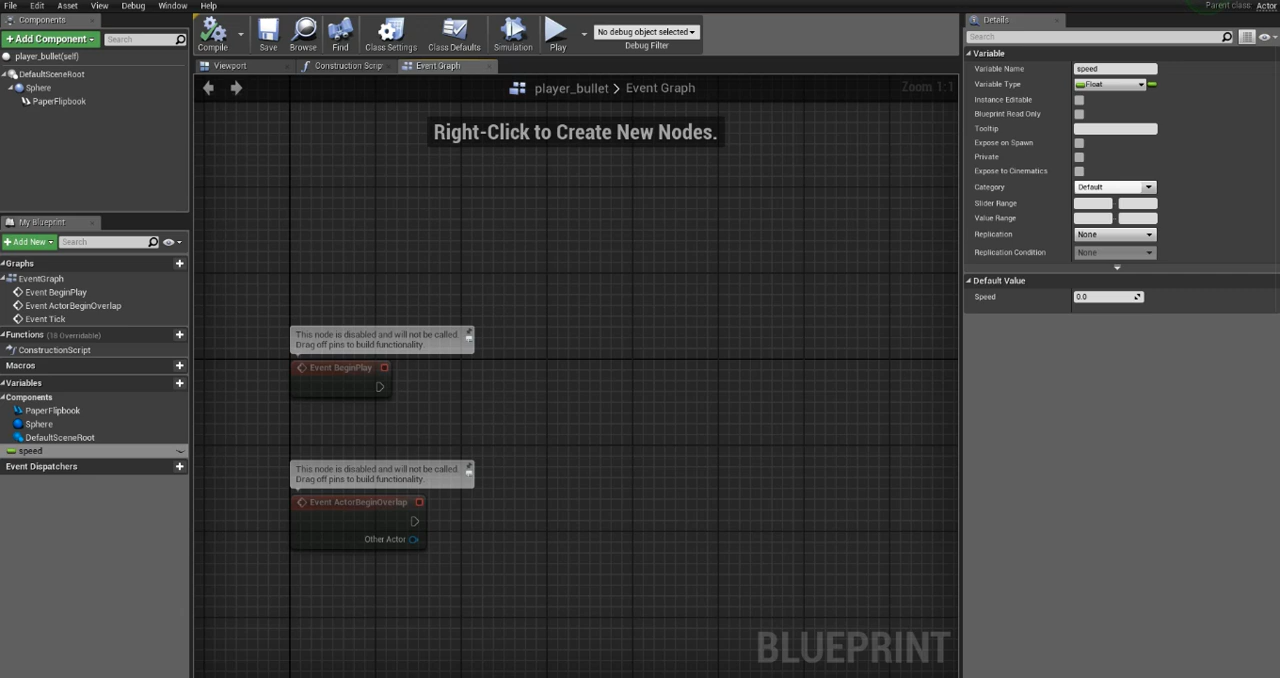 File Edit Asset View Debug Window Help
Parent class: Actor
Components
+Add Component
Search
player_bullet(self)
DefaultSceneRoot
Sphere
PaperFlipbook
Compile
Save
Browse
Find
Class Settings
Class Defaults
Simulation
Play
No debug object selected
Debug Filter
Viewport
Construction Scrip
Event Graph
player_bullet > Event Graph
Zoom 1:1
Right-Click to Create New Nodes.
This node is disabled and will not be called.
Drag off pins to build functionality.
Event BeginPlay
This node is disabled and will not be called.
Drag off pins to build functionality.
Event ActorBeginOverlap
Other Actor
BLUEPRINT
My Blueprint
+Add New
Search
Graphs
EventGraph
Event BeginPlay
Event ActorBeginOverlap
Event Tick
Functions (18 Overridable)
ConstructionScript
Macros
Variables
Components
PaperFlipbook
Sphere
DefaultSceneRoot
speed
Event Dispatchers
Details
Search
Variable
Variable Name speed
Variable Type Float
Instance Editable
Blueprint Read Only
Tooltip
Expose on Spawn
Private
Expose to Cinematics
Category Default
Slider Range
Value Range
Replication None
Replication Condition None
Default Value
Speed 0.0